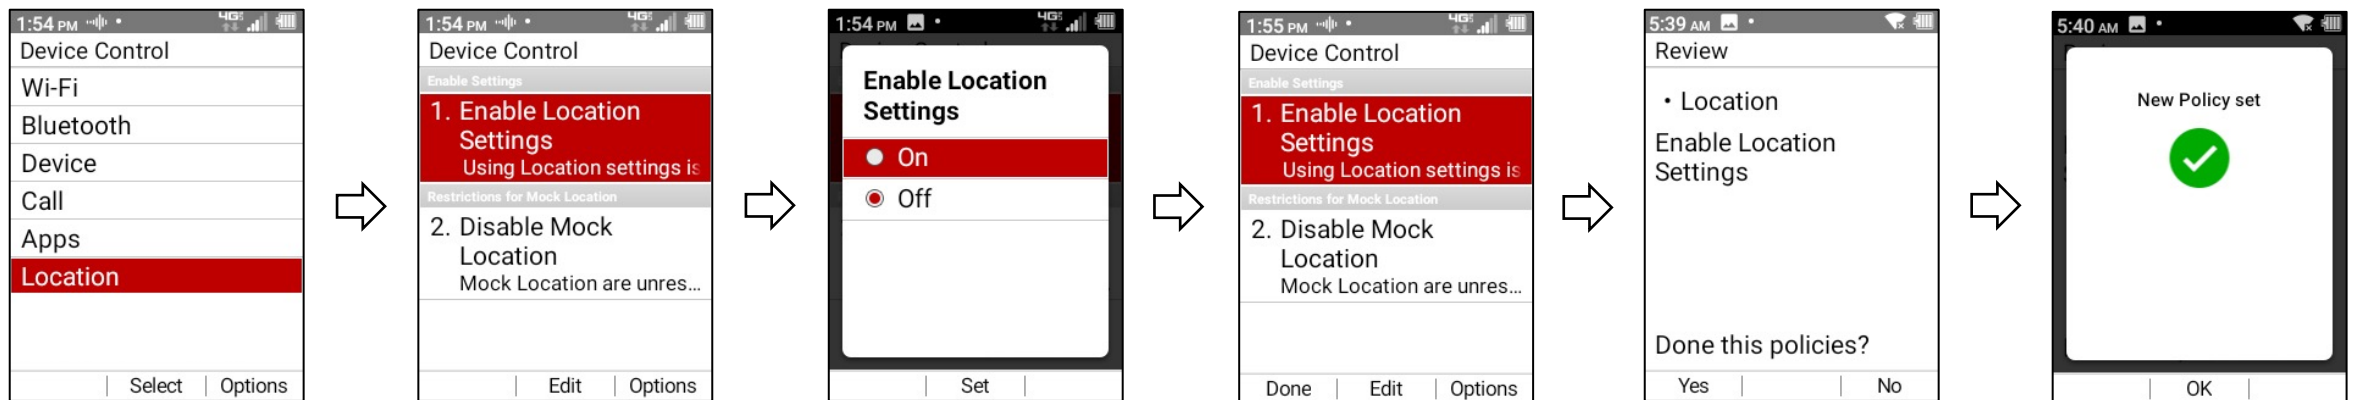 1:54 PM 4G
Device Control
Wi-Fi
Bluetooth
Device
Call
Apps
Location
Select Options
1:54 PM 4G
Device Control
Enable Settings
1. Enable Location
Settings
Using Location settings is
Restrictions for Mock Location
2. Disable Mock
Location
Mock Location are unres...
Edit Options
1:54 PM 4G
Enable Location
Settings
On
Off
Set
1:55 PM 4G
Device Control
Enable Settings
1. Enable Location
Settings
Using Location settings is
Restrictions for Mock Location
2. Disable Mock
Location
Mock Location are unres...
Done Edit Options
5:39 AM
Review
• Location
Enable Location
Settings
Done this policies?
Yes No
5:40 AM
New Policy set
OK